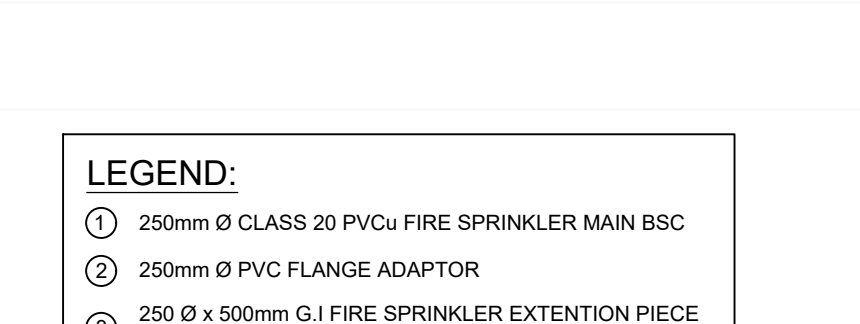 LEGEND:
1 250mm Ø CLASS 20 PVCu FIRE SPRINKLER MAIN BSC
2 250mm Ø PVC FLANGE ADAPTOR
3 250 Ø x 500mm G.I FIRE SPRINKLER EXTENTION PIECE